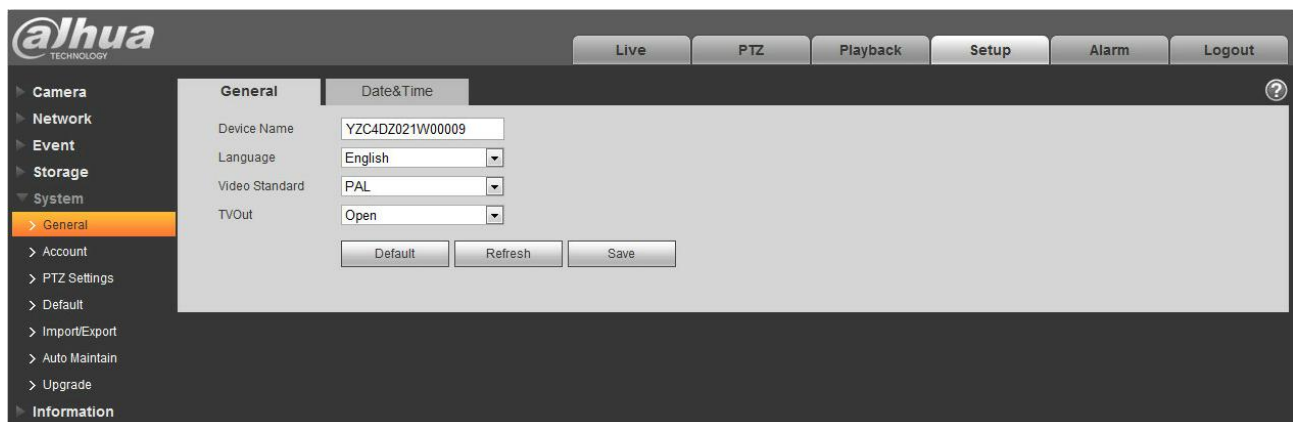 alhua
TECHNOLOGY
Live PTZ Playback Setup Alarm Logout
Camera
Network
Event
Storage
System
General
Account
PTZ Settings
Default
Import/Export
Auto Maintain
Upgrade
Information
General Date&Time
?
Device Name YZC4DZ021W00009
Language English
Video Standard PAL
TVOut Open
Default Refresh Save